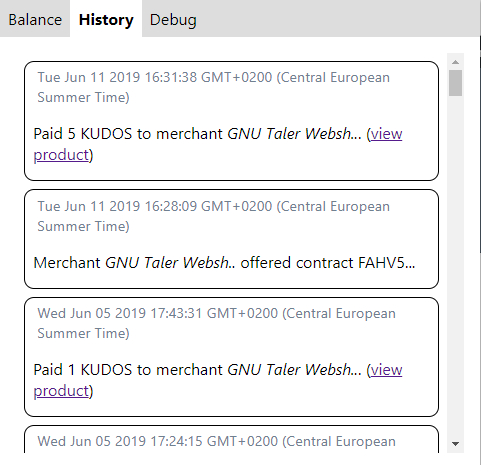 Balance History Debug
Tue Jun 11 2019 16:31:38 GMT+0200 (Central European
Summer Time)
Paid 5 KUDOS to merchant GNU Taler Websh... (view
product)
Tue Jun 11 2019 16:28:09 GMT+0200 (Central European
Summer Time)
Merchant GNU Taler Websh.. offered contract FAHV5...
Wed Jun 05 2019 17:43:31 GMT+0200 (Central European
Summer Time)
Paid 1 KUDOS to merchant GNU Taler Websh... (view
product)
Wed Jun 05 2019 17:24:15 GMT+0200 (Central European